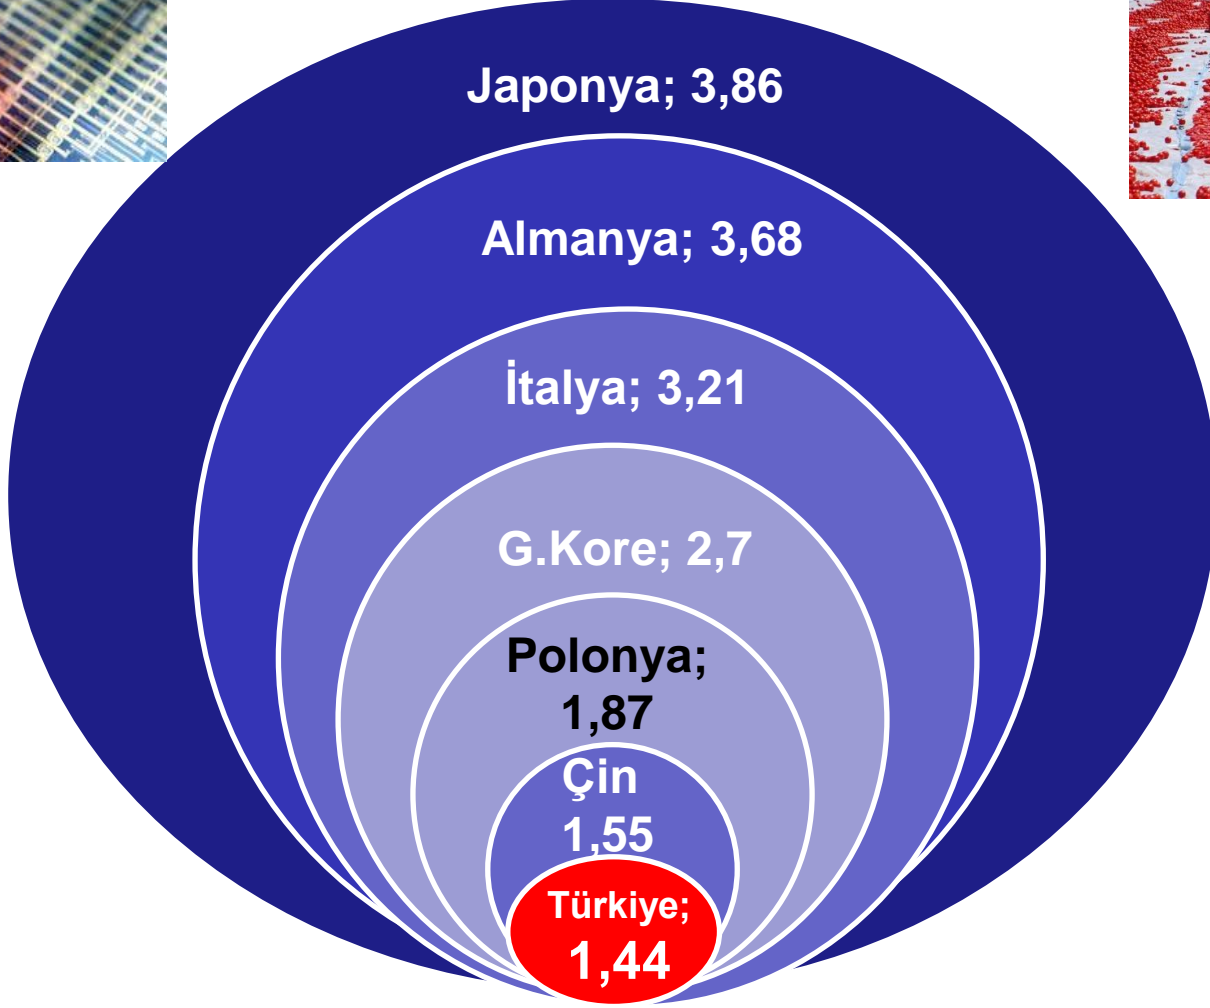 Japonya; 3,86
Almanya; 3,68
İtalya; 3,21
G.Kore; 2,7
Polonya;
1,87
Çin
1,55
Türkiye;
1,44